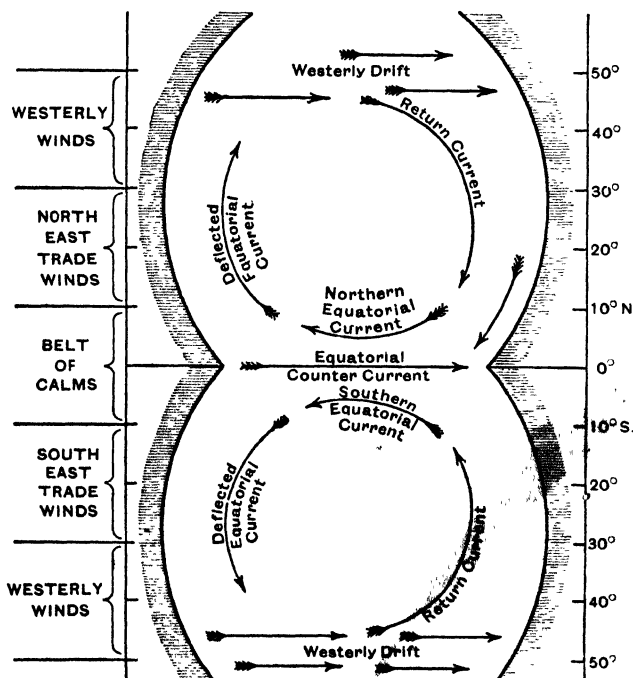 WESTERLY
WINDS
NORTH
EAST
TRADE
WINDS
BELT
OF
CALMS
SOUTH
EAST
TRADE
WINDS
WESTERLY
WINDS
Westerly Drift
Return Current
Deflected
Equatorial
Current
Northern
Equatorial
Current
Equatorial
Counter Current
Southern
Equatorial
Current
Deflected
Equatorial
Current
Return Current
Westerly Drift
50°
40°
30°
20°
10° N
0°
10° S.
20°
30°
40°
50°